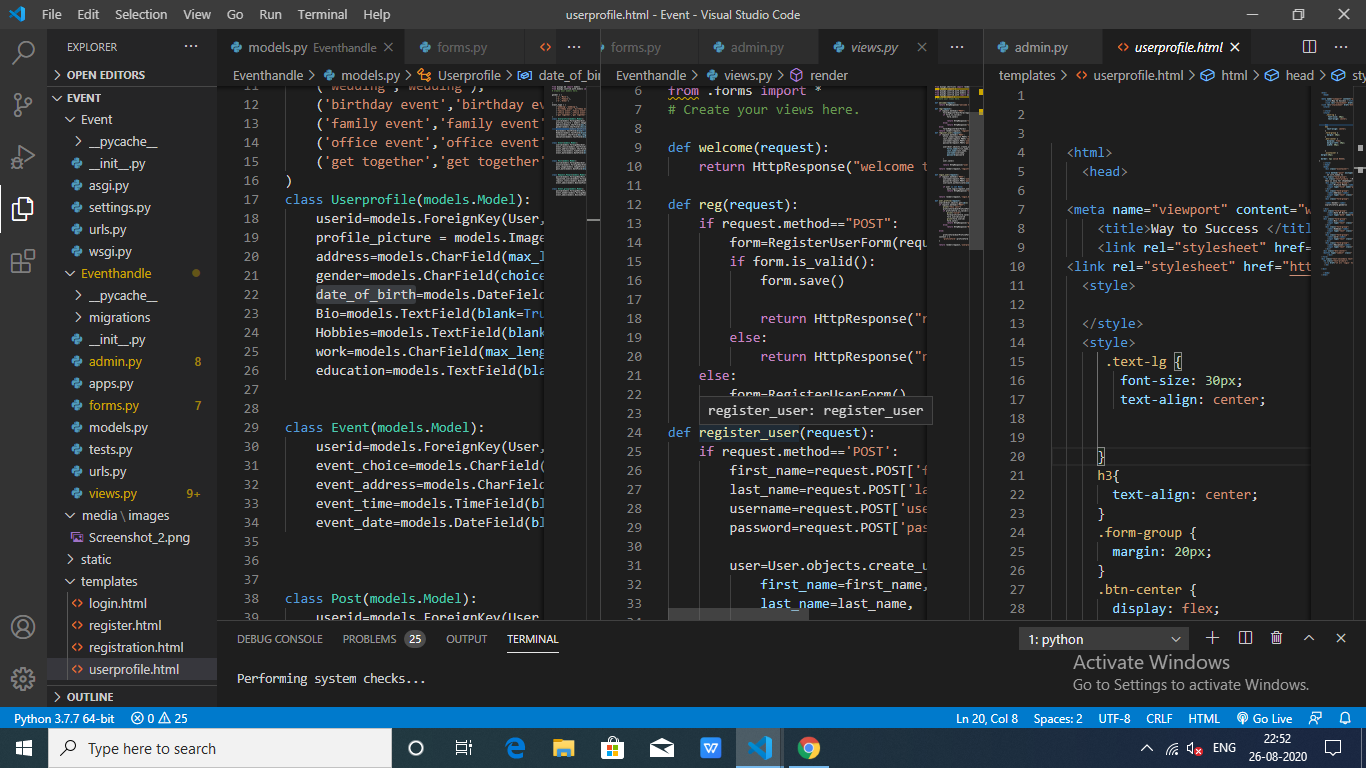 File Edit Selection View Go Run Terminal Help
userprofile.html - Event - Visual Studio Code
EXPLORER
OPEN EDITORS
EVENT
Event
__pycache__
__init__.py
asgi.py
settings.py
urls.py
wsgi.py
Eventhandle
__pycache__
migrations
__init__.py
admin.py 8
apps.py
forms.py 7
models.py
tests.py
urls.py
views.py 9+
media \ images
Screenshot_2.png
static
templates
login.html
register.html
registration.html
userprofile.html
OUTLINE
models.py Eventhandle
forms.py
Eventhandle > models.py > Userprofile > date_of_bir
11 ('wedding','wedding'),
12 ('birthday event','birthday ev
13 ('family event','family event'
14 ('office event','office event'
15 ('get together','get together'
16 )
17 class Userprofile(models.Model):
18 userid=models.ForeignKey(User,
19 profile_picture = models.Image
20 address=models.CharField(max_l
21 gender=models.CharField(choice
22 date_of_birth=models.DateField
23 Bio=models.TextField(blank=Tru
24 Hobbies=models.TextField(blank
25 work=models.CharField(max_leng
26 education=models.TextField(bla
27
28
29 class Event(models.Model):
30 userid=models.ForeignKey(User,
31 event_choice=models.CharField(
32 event_address=models.CharField
33 event_time=models.TimeField(bl
34 event_date=models.DateField(bl
35
36
37
38 class Post(models.Model):
39 userid=models.ForeignKey(User
forms.py
admin.py
views.py
Eventhandle > views.py > render
6 from .forms import *
7 # Create your views here.
8
9 def welcome(request):
10 return HttpResponse("welcome t
11
12 def reg(request):
13 if request.method=="POST":
14 form=RegisterUserForm(requ
15 if form.is_valid():
16 form.save()
17
18 return HttpResponse("r
19 else:
20 return HttpResponse("r
21 else:
22 form=RegisterUserForm()
23 register_user: register_user
24 def register_user(request):
25 if request.method=='POST':
26 first_name=request.POST['f
27 last_name=request.POST['la
28 username=request.POST['use
29 password=request.POST['pas
30
31 user=User.objects.create_u
32 first_name=first_name,
33 last_name=last_name,
admin.py
userprofile.html
templates > userprofile.html > html > head > sty
1
2
3
4 <html>
5 <head>
6
7 <meta name="viewport" content="w
8 <title>Way to Success </titl
9 <link rel="stylesheet" href=
10 <link rel="stylesheet" href="htt
11 <style>
12
13 </style>
14 <style>
15 .text-lg {
16 font-size: 30px;
17 text-align: center;
18
19
20 }
21 h3{
22 text-align: center;
23 }
24 .form-group {
25 margin: 20px;
26 }
27 .btn-center {
28 display: flex;
DEBUG CONSOLE PROBLEMS 25 OUTPUT TERMINAL
1: python
Performing system checks...
Activate Windows
Go to Settings to activate Windows.
Python 3.7.7 64-bit 0 25
Ln 20, Col 8 Spaces: 2 UTF-8 CRLF HTML Go Live
Type here to search
ENG
22:52
26-08-2020